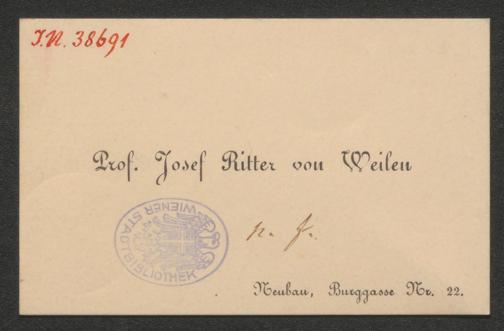 J.N. 38691
Prof. Josef Ritter von Weilen
WIENER STADTBIBLIOTHEK
p. f.
Neubau, Burggasse Nr. 22.